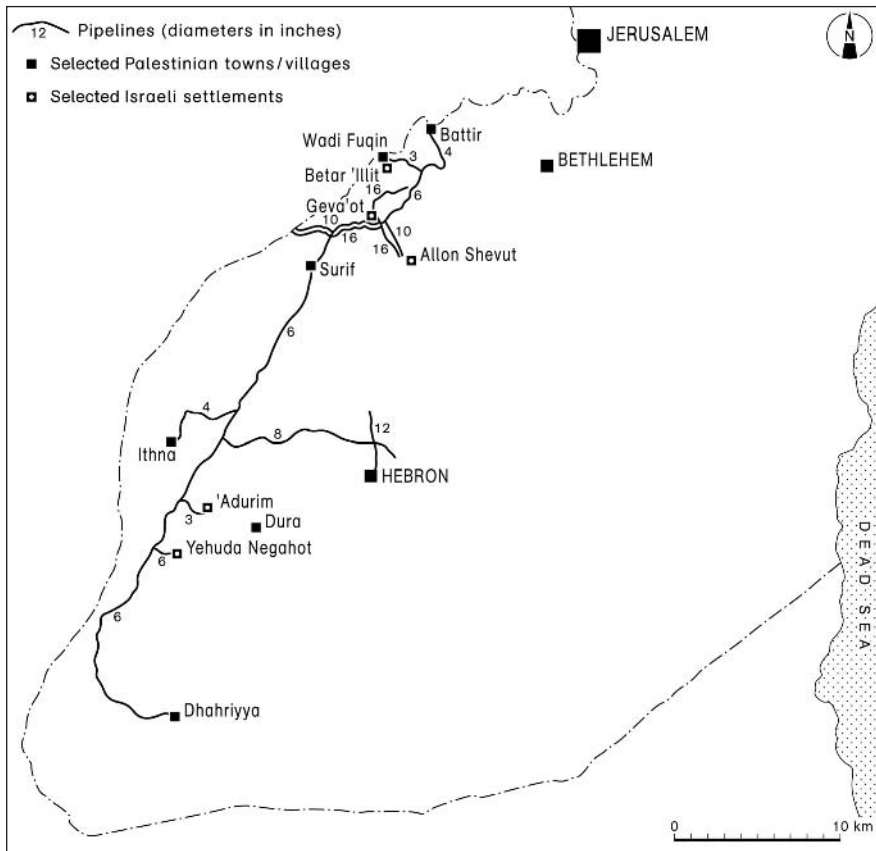 12 Pipelines (diameters in inches)
Selected Palestinian towns/villages
Selected Israeli settlements
JERUSALEM
N
Battir
Wadi Fuqin
3
4
BETHLEHEM
Betar 'Illit
16
6
Geva'ot
10
16
10
16
Allon Shevut
Surif
6
4
8
12
Ithna
HEBRON
'Adurim
3
Dura
Yehuda Negahot
6
6
DEAD SEA
Dhahriyya
0 10 km